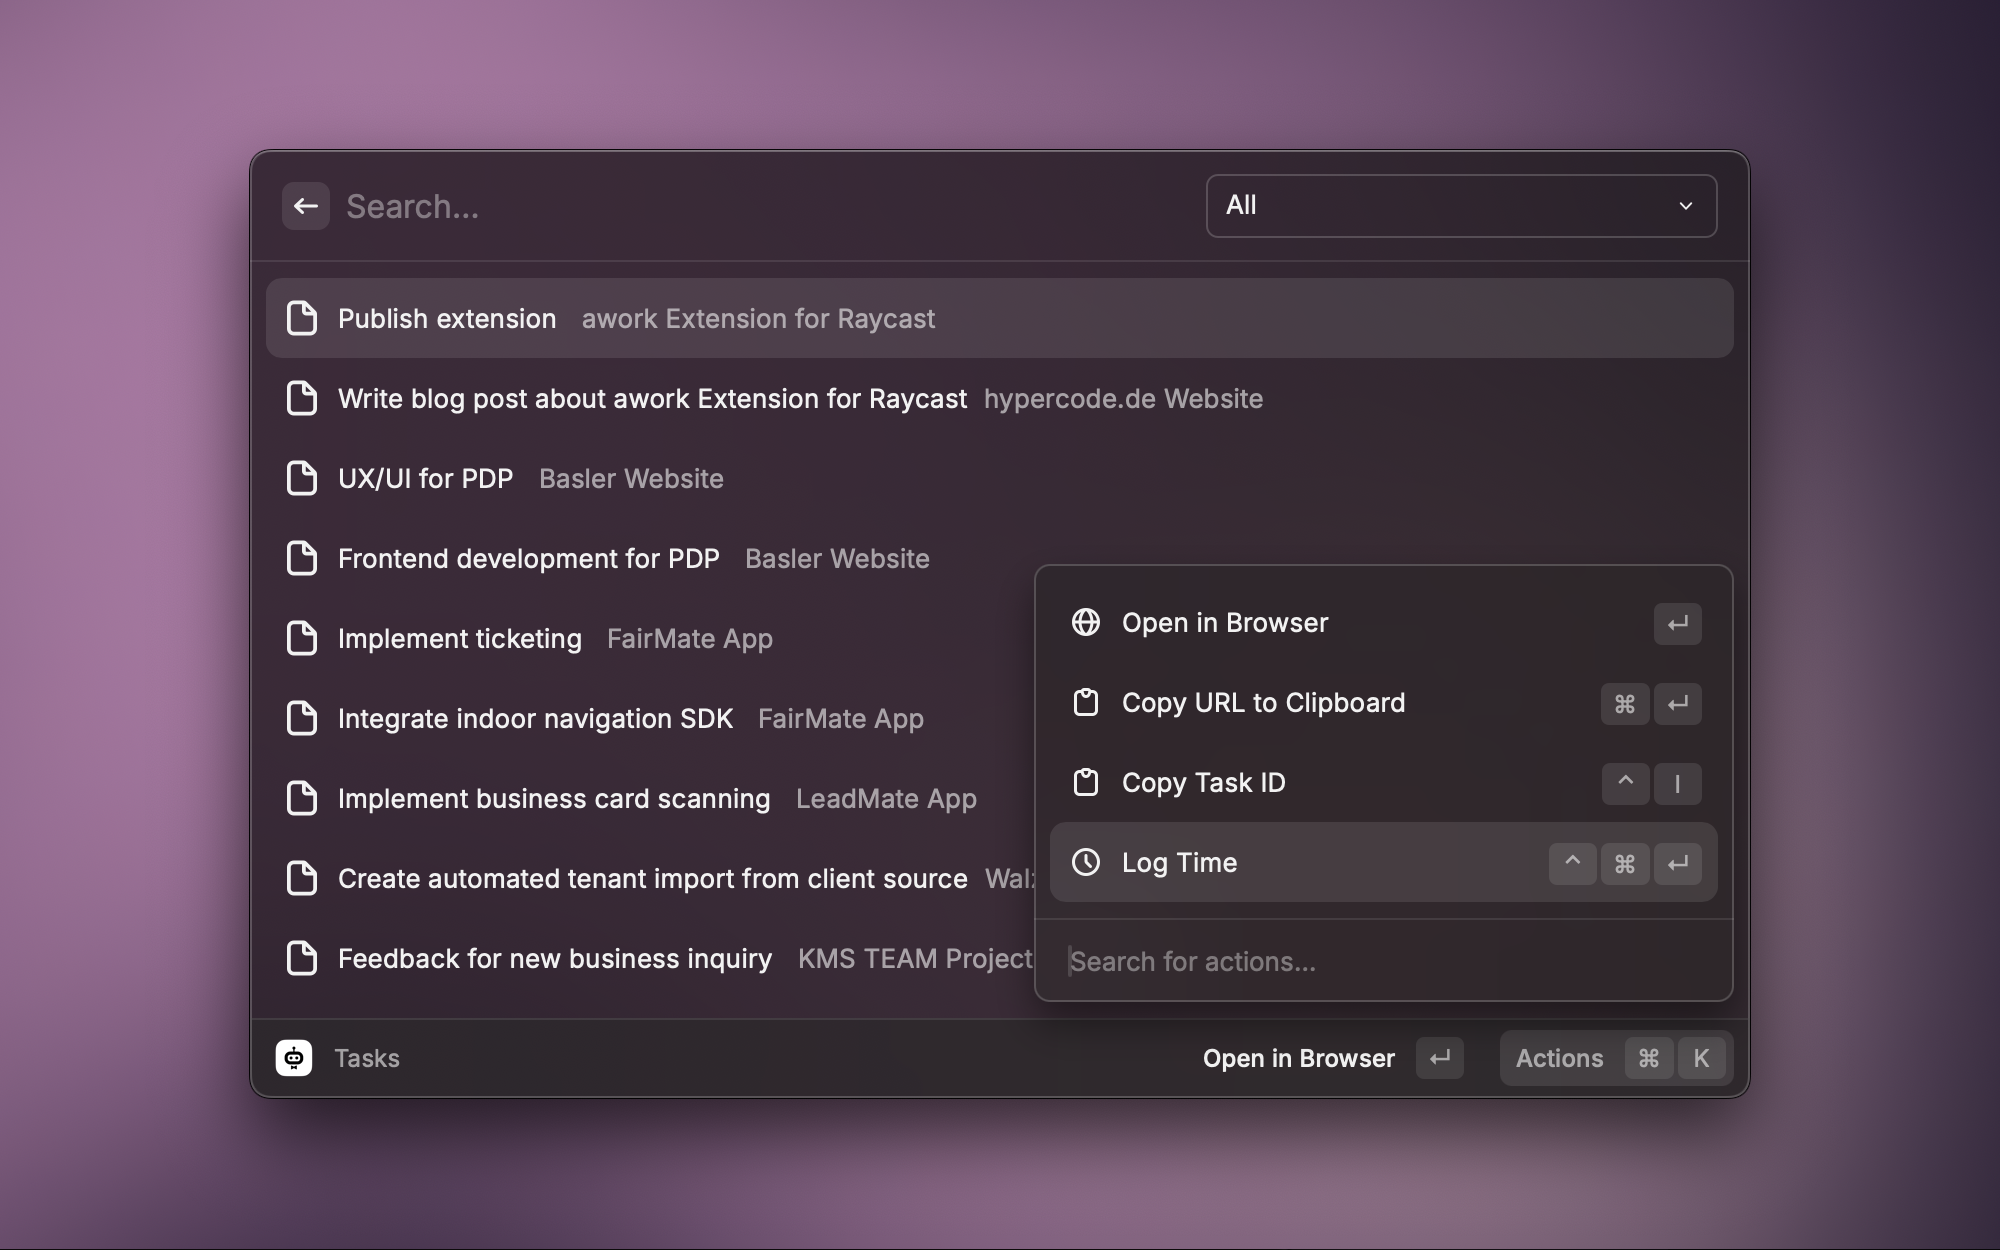 Search...
All
Publish extension awork Extension for Raycast
Write blog post about awork Extension for Raycast hypercode.de Website
UX/UI for PDP Basler Website
Frontend development for PDP Basler Website
Implement ticketing FairMate App
Integrate indoor navigation SDK FairMate App
Implement business card scanning LeadMate App
Create automated tenant import from client source
Feedback for new business inquiry KMS TEAM Project
Open in Browser ↵
Copy URL to Clipboard ⌘ ↵
Copy Task ID ^ I
Log Time ^ ⌘ ↵
Search for actions...
Tasks
Open in Browser ↵
Actions ⌘ K